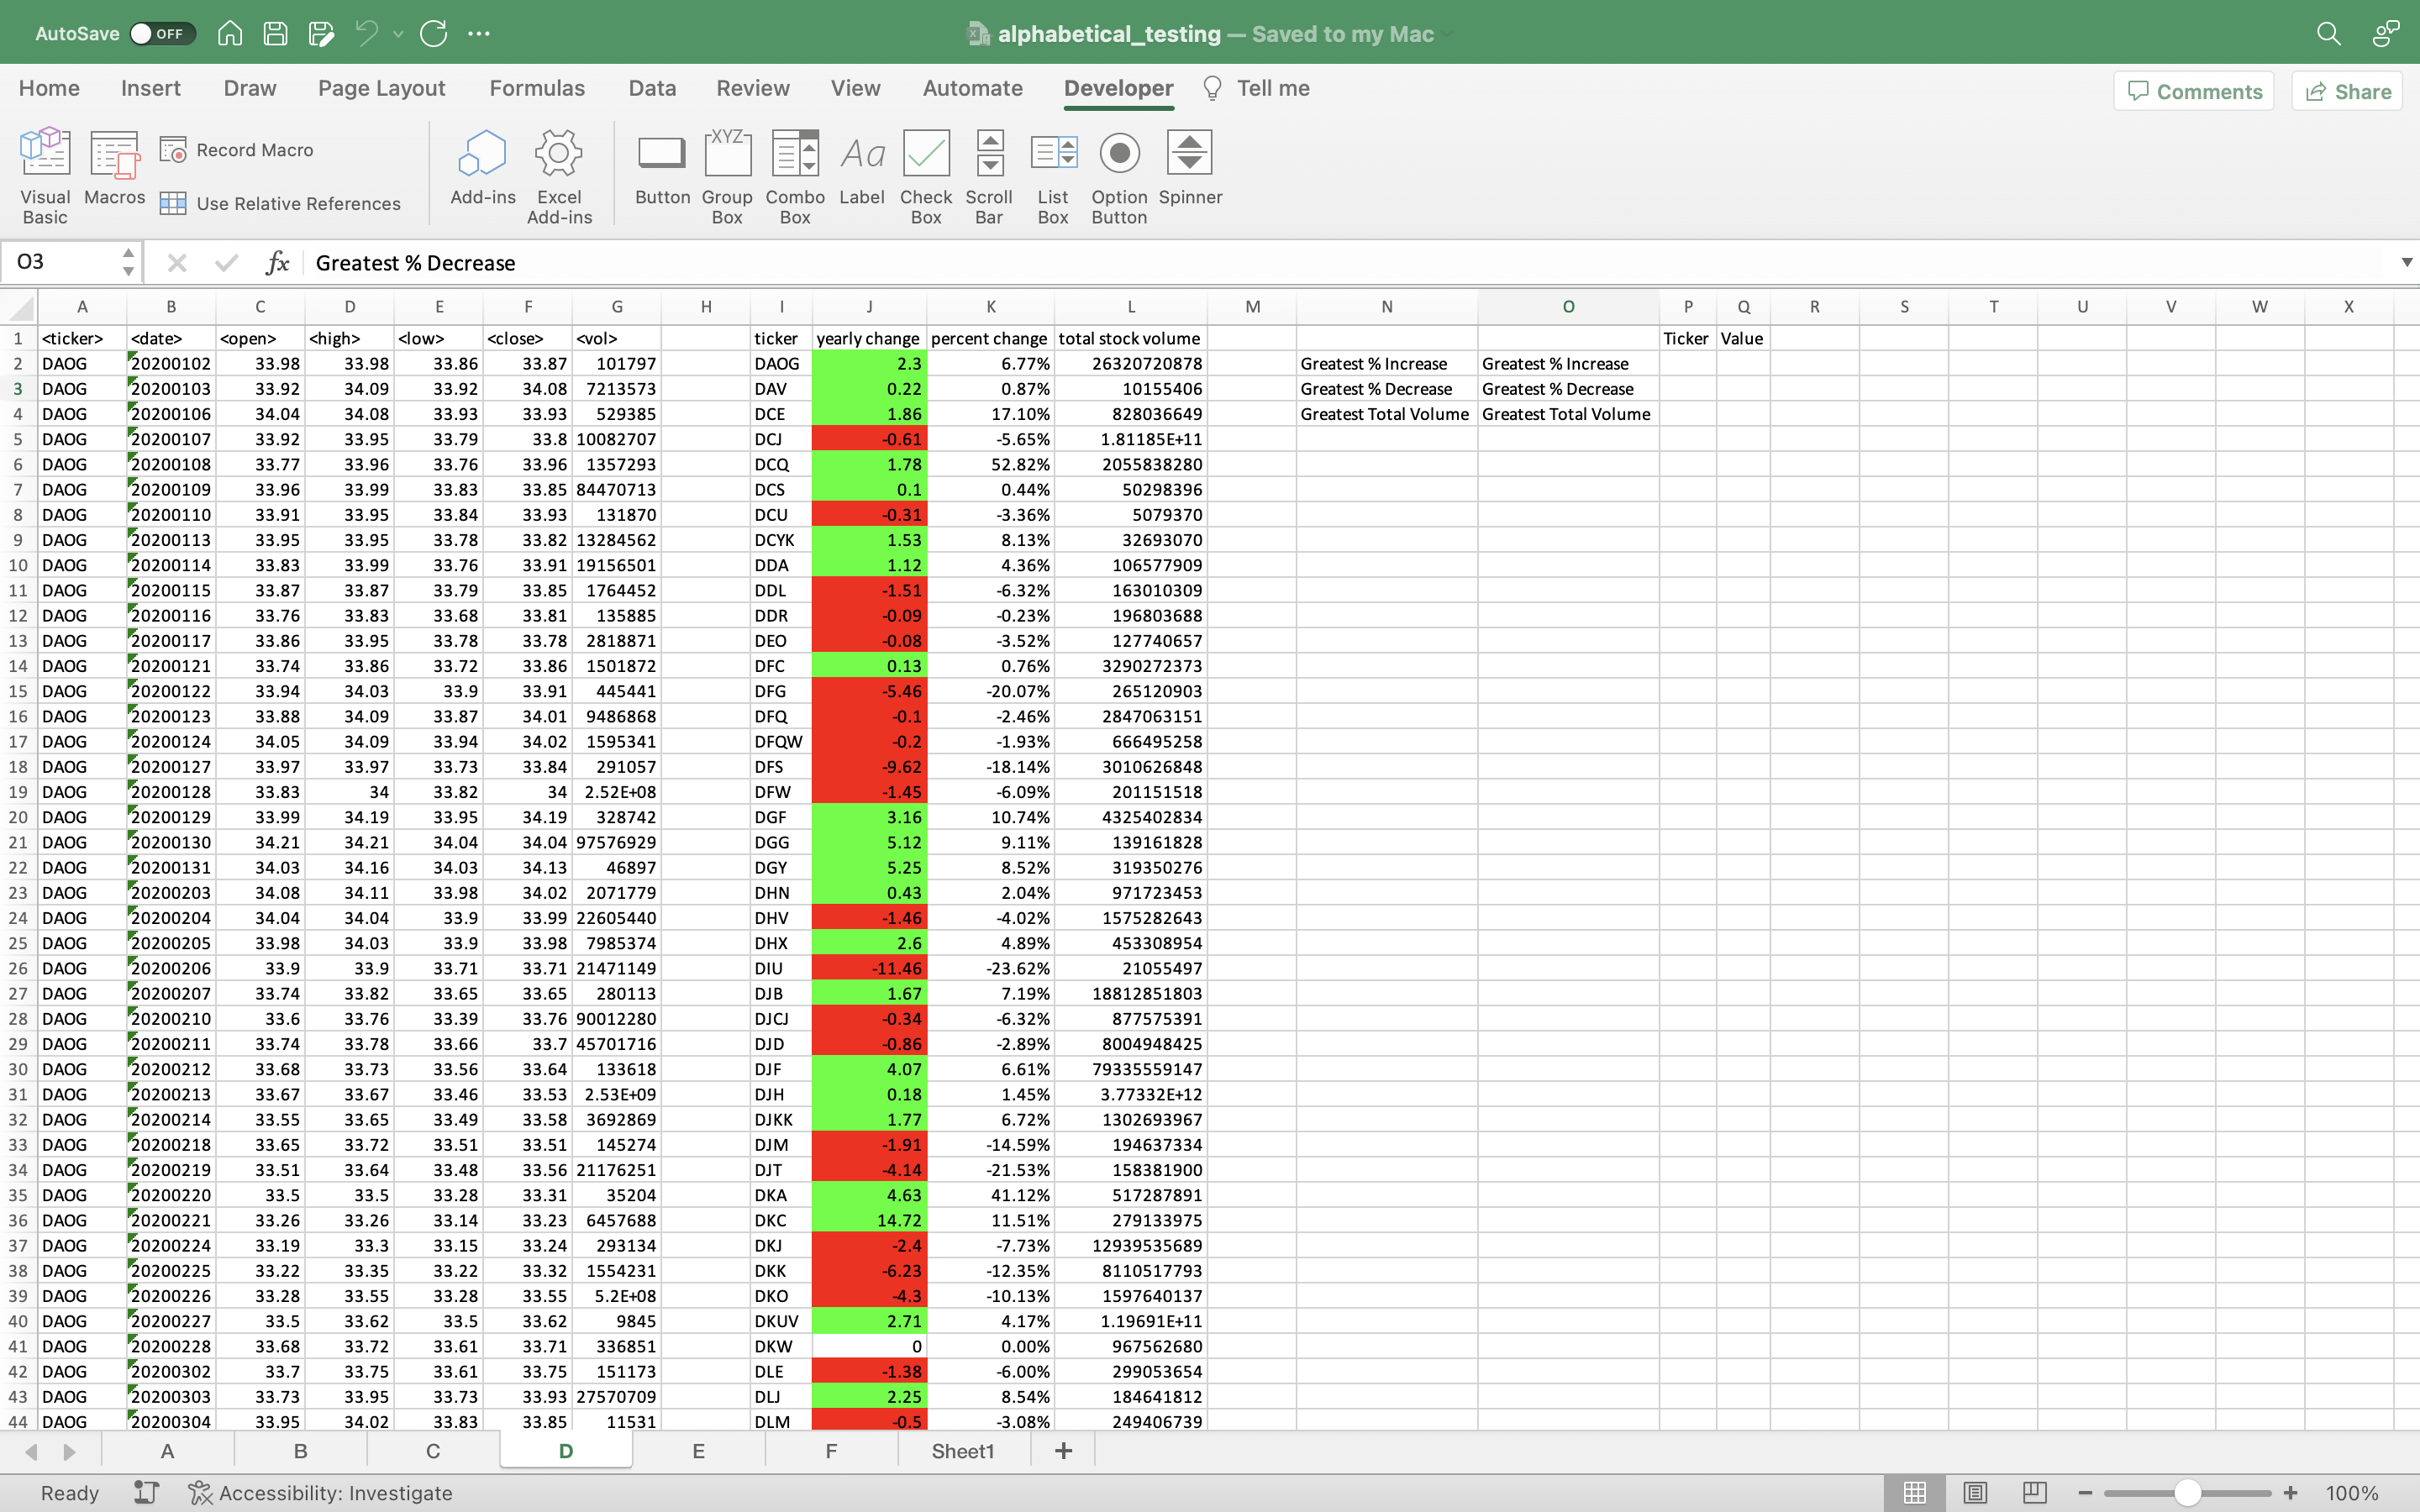 AutoSave OFF alphabetical_testing — Saved to my Mac
Home Insert Draw Page Layout Formulas Data Review View Automate Developer Tell me Comments Share
Visual Basic Macros Record Macro Use Relative References Add-ins Excel Add-ins Button XYZ Group Box Combo Box Aa Label Check Box Scroll Bar List Box Option Button Spinner
O3 fx Greatest % Decrease
A B C D E F G H I J K L M N O P Q R S T U V W X
1 <ticker> <date> <open> <high> <low> <close> <vol> ticker yearly change percent change total stock volume Ticker Value
2 DAOG 20200102 33.98 33.98 33.86 33.87 101797 DAOG 2.3 6.77% 26320720878 Greatest % Increase Greatest % Increase
3 DAOG 20200103 33.92 34.09 33.92 34.08 7213573 DAV 0.22 0.87% 10155406 Greatest % Decrease Greatest % Decrease
4 DAOG 20200106 34.04 34.08 33.93 33.93 529385 DCE 1.86 17.10% 828036649 Greatest Total Volume Greatest Total Volume
5 DAOG 20200107 33.92 33.95 33.79 33.8 10082707 DCJ -0.61 -5.65% 1.81185E+11
6 DAOG 20200108 33.77 33.96 33.76 33.96 1357293 DCQ 1.78 52.82% 2055838280
7 DAOG 20200109 33.96 33.99 33.83 33.85 84470713 DCS 0.1 0.44% 50298396
8 DAOG 20200110 33.91 33.95 33.84 33.93 131870 DCU -0.31 -3.36% 5079370
9 DAOG 20200113 33.95 33.95 33.78 33.82 13284562 DCYK 1.53 8.13% 32693070
10 DAOG 20200114 33.83 33.99 33.76 33.91 19156501 DDA 1.12 4.36% 106577909
11 DAOG 20200115 33.87 33.87 33.79 33.85 1764452 DDL -1.51 -6.32% 163010309
12 DAOG 20200116 33.76 33.83 33.68 33.81 135885 DDR -0.09 -0.23% 196803688
13 DAOG 20200117 33.86 33.95 33.78 33.78 2818871 DEO -0.08 -3.52% 127740657
14 DAOG 20200121 33.74 33.86 33.72 33.86 1501872 DFC 0.13 0.76% 3290272373
15 DAOG 20200122 33.94 34.03 33.9 33.91 445441 DFG -5.46 -20.07% 265120903
16 DAOG 20200123 33.88 34.09 33.87 34.01 9486868 DFQ -0.1 -2.46% 2847063151
17 DAOG 20200124 34.05 34.09 33.94 34.02 1595341 DFQW -0.2 -1.93% 666495258
18 DAOG 20200127 33.97 33.97 33.73 33.84 291057 DFS -9.62 -18.14% 3010626848
19 DAOG 20200128 33.83 34 33.82 34 2.52E+08 DFW -1.45 -6.09% 201151518
20 DAOG 20200129 33.99 34.19 33.95 34.19 328742 DGF 3.16 10.74% 4325402834
21 DAOG 20200130 34.21 34.21 34.04 34.04 97576929 DGG 5.12 9.11% 139161828
22 DAOG 20200131 34.03 34.16 34.03 34.13 46897 DGY 5.25 8.52% 319350276
23 DAOG 20200203 34.08 34.11 33.98 34.02 2071779 DHN 0.43 2.04% 971723453
24 DAOG 20200204 34.04 34.04 33.9 33.99 22605440 DHV -1.46 -4.02% 1575282643
25 DAOG 20200205 33.98 34.03 33.9 33.98 7985374 DHX 2.6 4.89% 453308954
26 DAOG 20200206 33.9 33.9 33.71 33.71 21471149 DIU -11.46 -23.62% 21055497
27 DAOG 20200207 33.74 33.82 33.65 33.65 280113 DJB 1.67 7.19% 18812851803
28 DAOG 20200210 33.6 33.76 33.39 33.76 90012280 DJCJ -0.34 -6.32% 877575391
29 DAOG 20200211 33.74 33.78 33.66 33.7 45701716 DJD -0.86 -2.89% 8004948425
30 DAOG 20200212 33.68 33.73 33.56 33.64 133618 DJF 4.07 6.61% 79335559147
31 DAOG 20200213 33.67 33.67 33.46 33.53 2.53E+09 DJH 0.18 1.45% 3.77332E+12
32 DAOG 20200214 33.55 33.65 33.49 33.58 3692869 DJKK 1.77 6.72% 1302693967
33 DAOG 20200218 33.65 33.72 33.51 33.51 145274 DJM -1.91 -14.59% 194637334
34 DAOG 20200219 33.51 33.64 33.48 33.56 21176251 DJT -4.14 -21.53% 158381900
35 DAOG 20200220 33.5 33.5 33.28 33.31 35204 DKA 4.63 41.12% 517287891
36 DAOG 20200221 33.26 33.26 33.14 33.23 6457688 DKC 14.72 11.51% 279133975
37 DAOG 20200224 33.19 33.3 33.15 33.24 293134 DKJ -2.4 -7.73% 12939535689
38 DAOG 20200225 33.22 33.35 33.22 33.32 1554231 DKK -6.23 -12.35% 8110517793
39 DAOG 20200226 33.28 33.55 33.28 33.55 5.2E+08 DKO -4.3 -10.13% 1597640137
40 DAOG 20200227 33.5 33.62 33.5 33.62 9845 DKUV 2.71 4.17% 1.19691E+11
41 DAOG 20200228 33.68 33.72 33.61 33.71 336851 DKW 0 0.00% 967562680
42 DAOG 20200302 33.7 33.75 33.61 33.75 151173 DLE -1.38 -6.00% 299053654
43 DAOG 20200303 33.73 33.95 33.73 33.93 27570709 DLJ 2.25 8.54% 184641812
44 DAOG 20200304 33.95 34.02 33.83 33.85 11531 DLM -0.5 -3.08% 249406739
A B C D E F Sheet1 +
Ready Accessibility: Investigate 100%